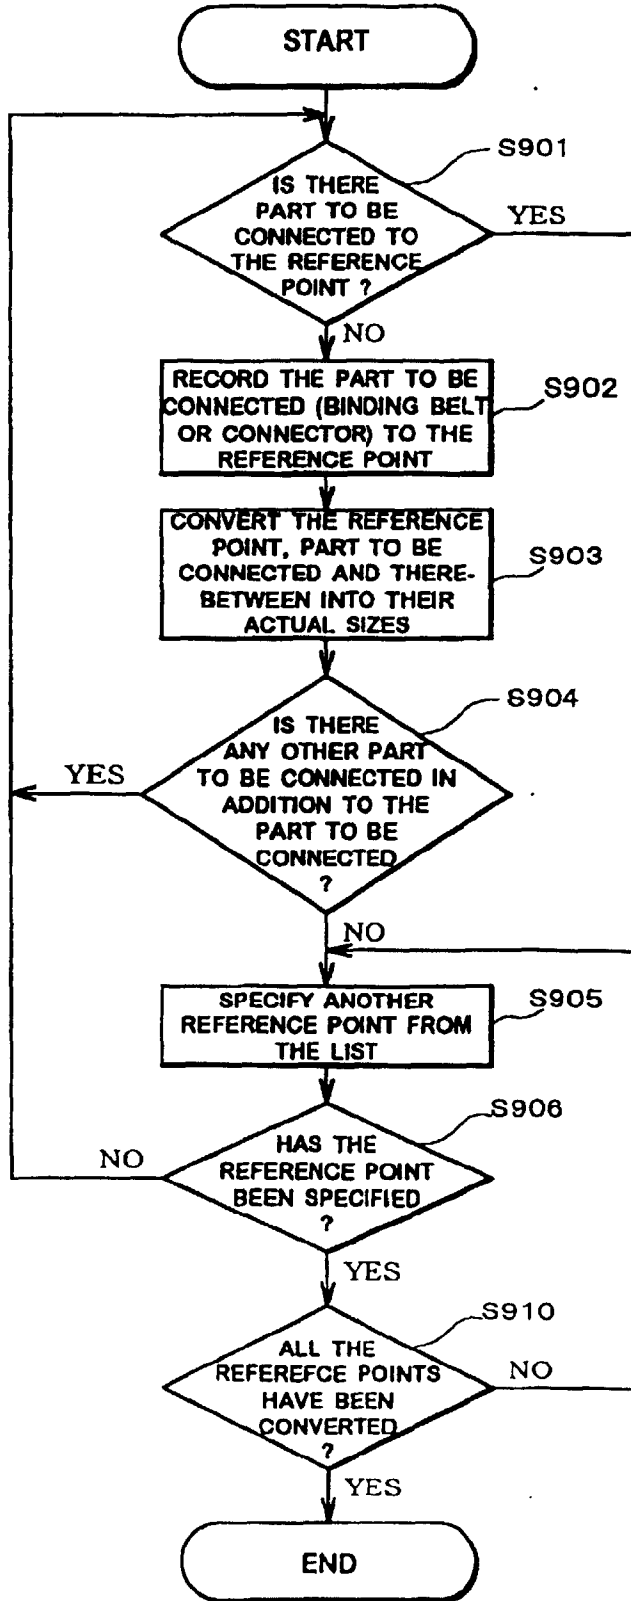 START
S901
IS THERE
PART TO BE
CONNECTED TO
THE REFERENCE
POINT ?
YES
NO
RECORD THE PART TO BE
CONNECTED (BINDING BELT
OR CONNECTOR) TO THE
REFERENCE POINT
S902
CONVERT THE REFERENCE
POINT, PART TO BE
CONNECTED AND THERE-
BETWEEN INTO THEIR
ACTUAL SIZES
S903
S904
IS THERE
ANY OTHER PART
TO BE CONNECTED IN
ADDITION TO THE
PART TO BE
CONNECTED
?
YES
NO
SPECIFY ANOTHER
REFERENCE POINT FROM
THE LIST
S905
S906
HAS THE
REFERENCE POINT
BEEN SPECIFIED
?
NO
YES
S910
ALL THE
REFEREFCE POINTS
HAVE BEEN
CONVERTED
?
NO
YES
END